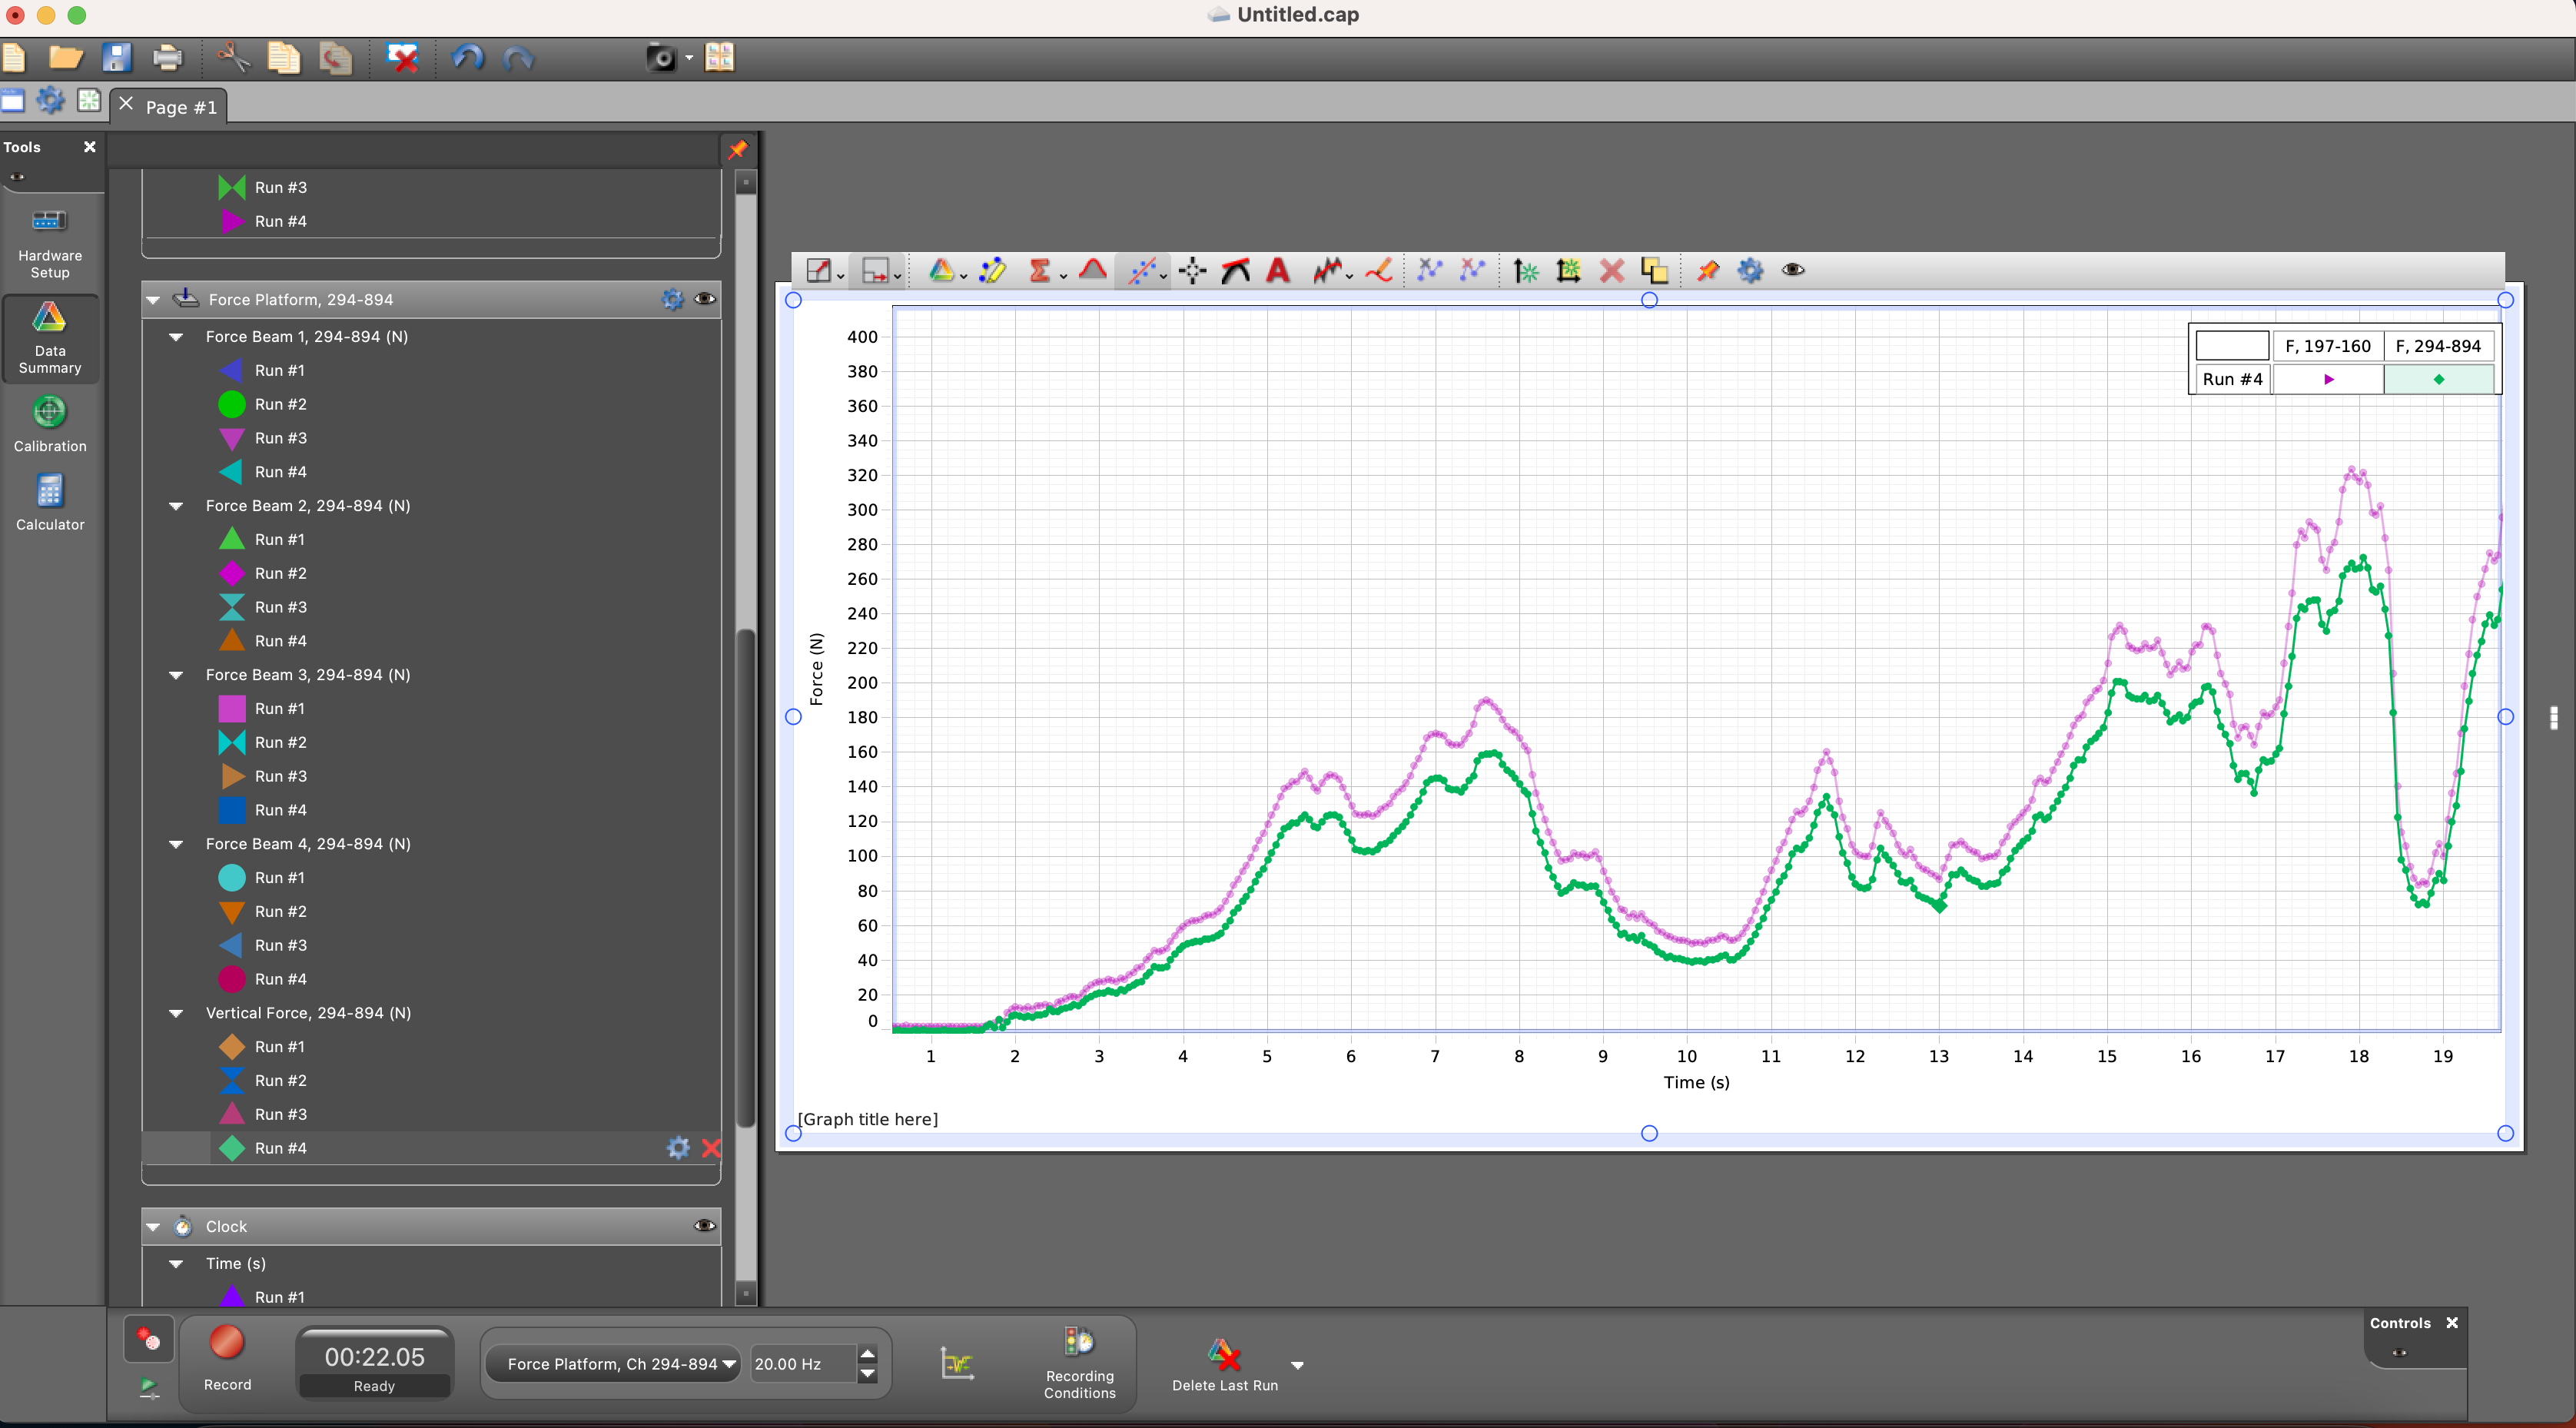 Untitled.cap
Page #1
Tools
Hardware
Setup
Data
Summary
Calibration
Calculator
Run #3
Run #4
Force Platform, 294-894
Force Beam 1, 294-894 (N)
Run #1
Run #2
Run #3
Run #4
Force Beam 2, 294-894 (N)
Run #1
Run #2
Run #3
Run #4
Force Beam 3, 294-894 (N)
Run #1
Run #2
Run #3
Run #4
Force Beam 4, 294-894 (N)
Run #1
Run #2
Run #3
Run #4
Vertical Force, 294-894 (N)
Run #1
Run #2
Run #3
Run #4
Clock
Time (s)
Run #1
F, 197-160 F, 294-894
Run #4
Force (N)
400
380
360
340
320
300
280
260
240
220
200
180
160
140
120
100
80
60
40
20
0
1 2 3 4 5 6 7 8 9 10 11 12 13 14 15 16 17 18 19
Time (s)
[Graph title here]
Record
00:22.05
Ready
Force Platform, Ch 294-894
20.00 Hz
Recording
Conditions
Delete Last Run
Controls